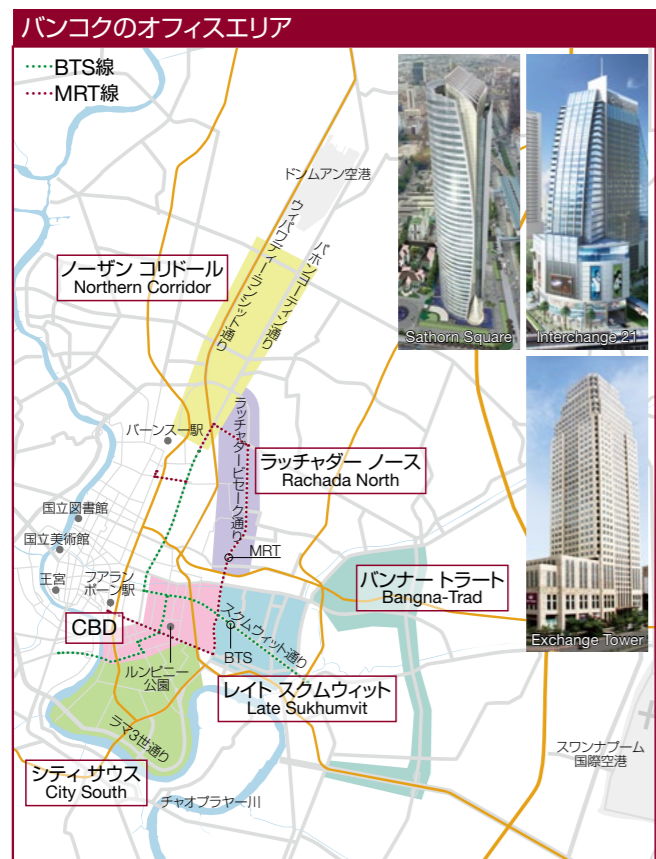 バンコクのオフィスエリア
BTS線
MRT線
Sathorn Square
Interchange 21
Exchange Tower
ドンムアン空港
ウィパワディーランシット通り
パホンヨーティン通り
ノーザン コリドール
Northern Corridor
バーンスー駅
ラッチャダーピセーク通り
ラッチャダー ノース
Rachada North
国立図書館
国立美術館
王宮
フアラン
ポーン駅
MRT
バンナー トラート
Bangna-Trad
CBD
スクムウィット通り
BTS
ルンピニー
公園
レイト スクムウィット
Late Sukhumvit
ラマ3世通り
シティ サウス
City South
チャオプラヤー川
スワンナプーム
国際空港